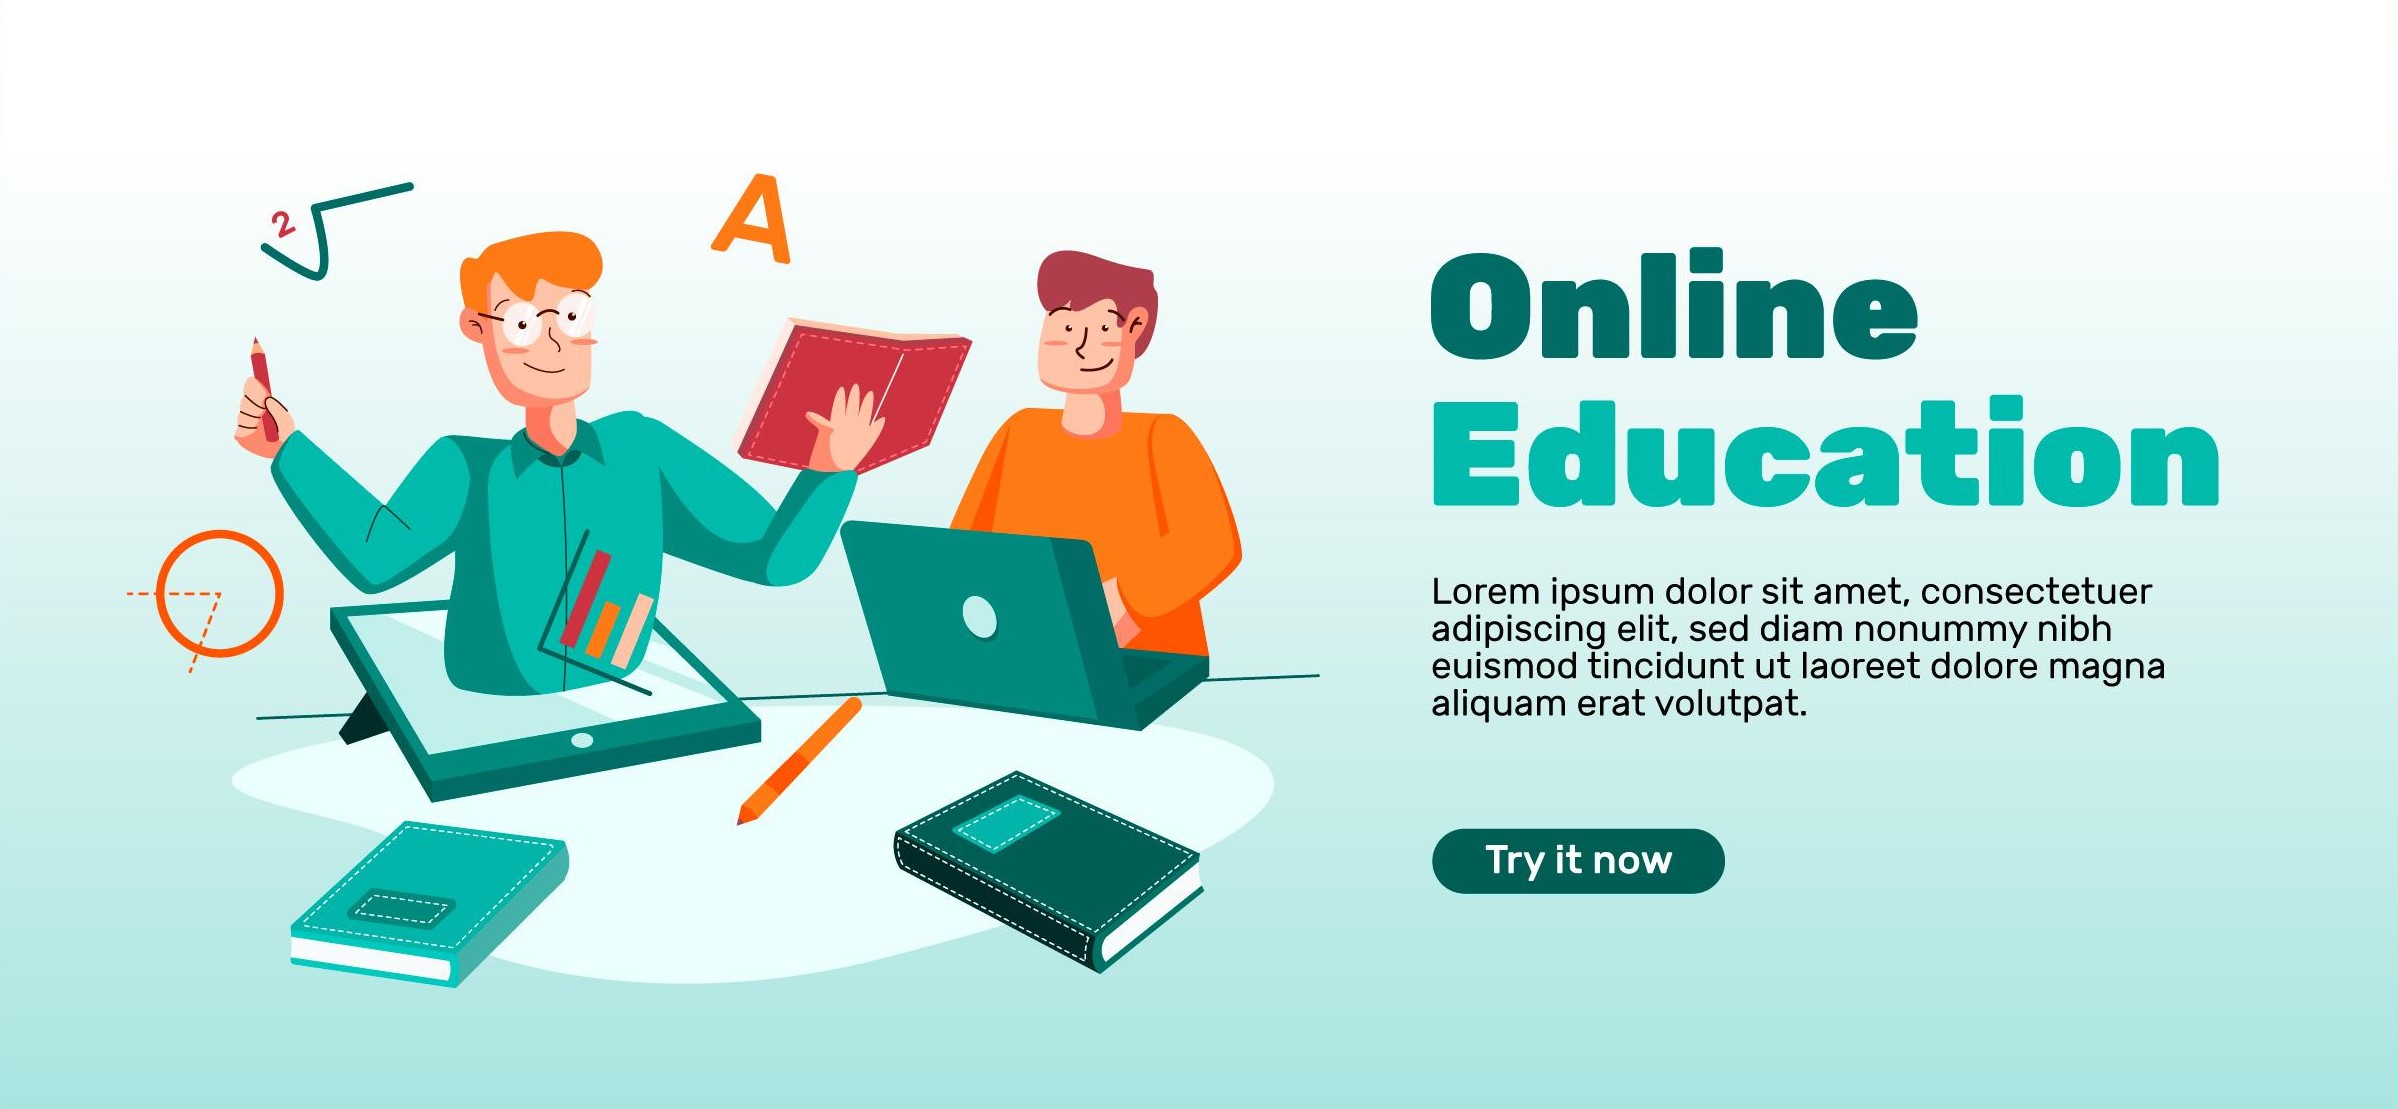 2
A
Online
Education
Lorem ipsum dolor sit amet, consectetuer
adipiscing elit, sed diam nonummy nibh
euismod tincidunt ut laoreet dolore magna
aliquam erat volutpat.
Try it now